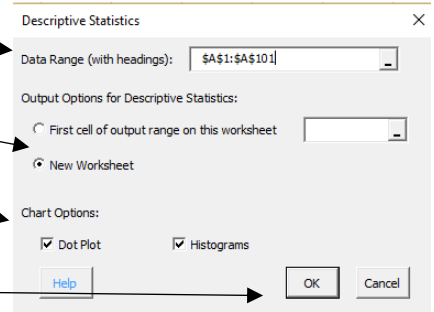 Descriptive Statistics
Data Range (with headings): $A$1:$A$101
Output Options for Descriptive Statistics:
First cell of output range on this worksheet
New Worksheet
Chart Options:
Dot Plot Histograms
Help OK Cancel